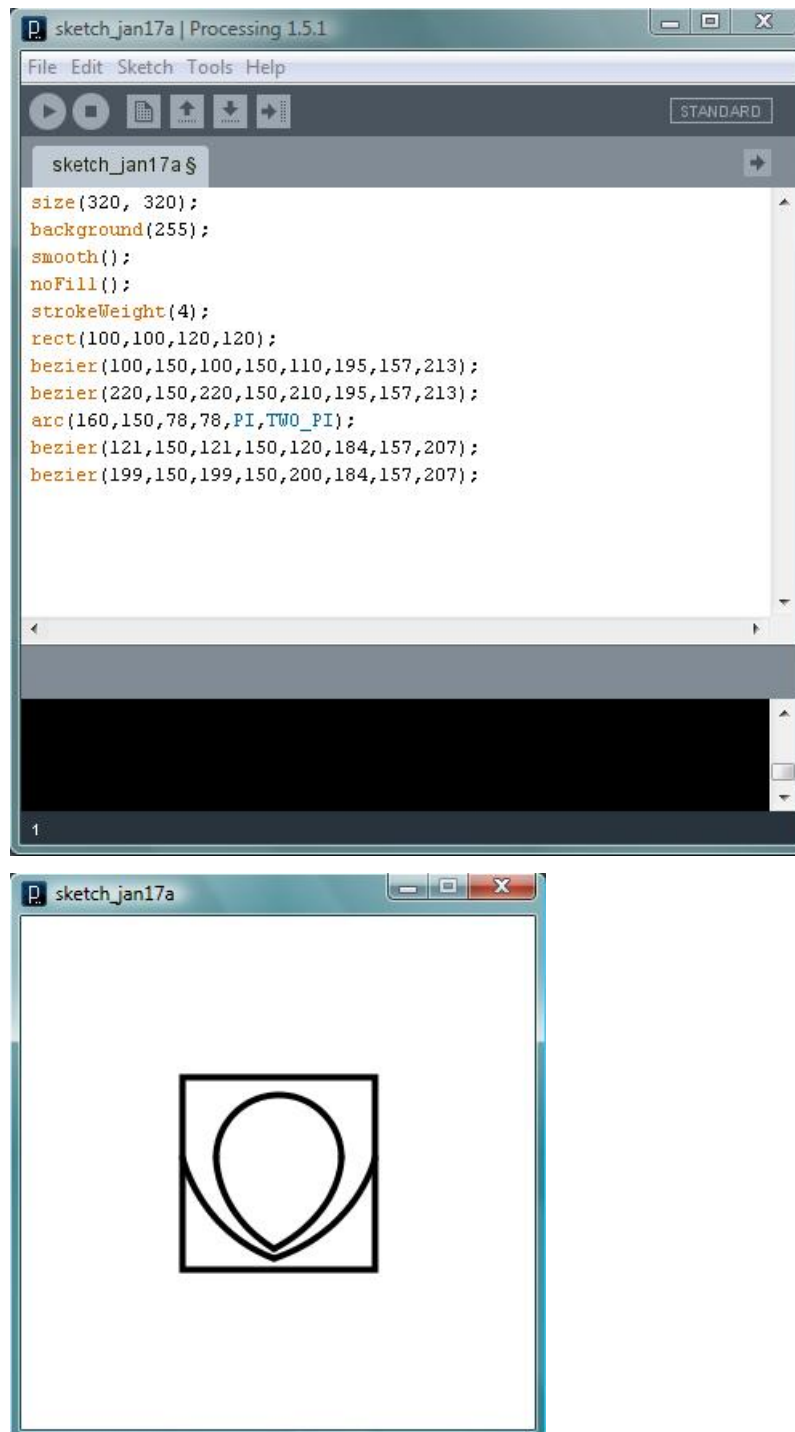 sketch_jan17a | Processing 1.5.1
File Edit Sketch Tools Help
STANDARD
sketch_jan17a §
size(320, 320);
background(255);
smooth();
noFill();
strokeWeight(4);
rect(100,100,120,120);
bezier(100,150,100,150,110,195,157,213);
bezier(220,150,220,150,210,195,157,213);
arc(160,150,78,78,PI,TWO_PI);
bezier(121,150,121,150,120,184,157,207);
bezier(199,150,199,150,200,184,157,207);
1
sketch_jan17a